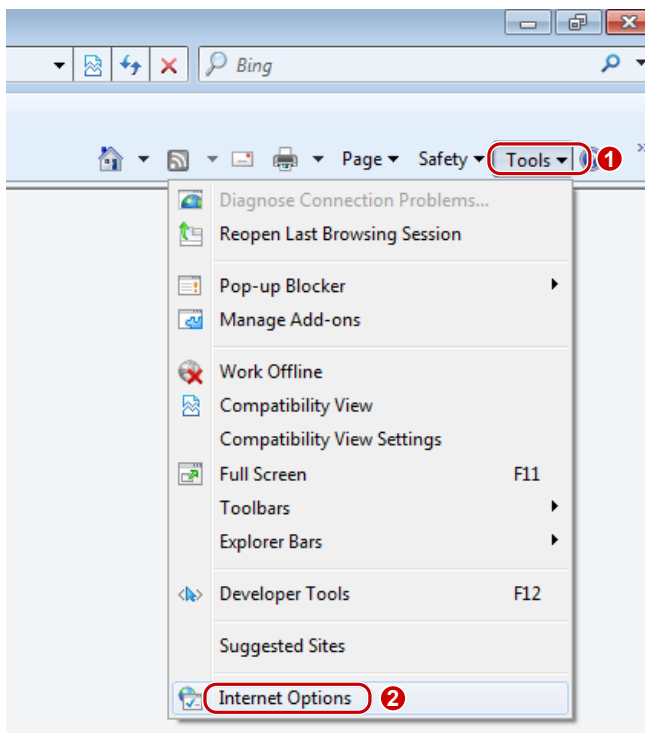 Bing
Page Safety Tools 1 »
Diagnose Connection Problems...
Reopen Last Browsing Session
Pop-up Blocker
Manage Add-ons
Work Offline
Compatibility View
Compatibility View Settings
Full Screen F11
Toolbars
Explorer Bars
Developer Tools F12
Suggested Sites
Internet Options 2